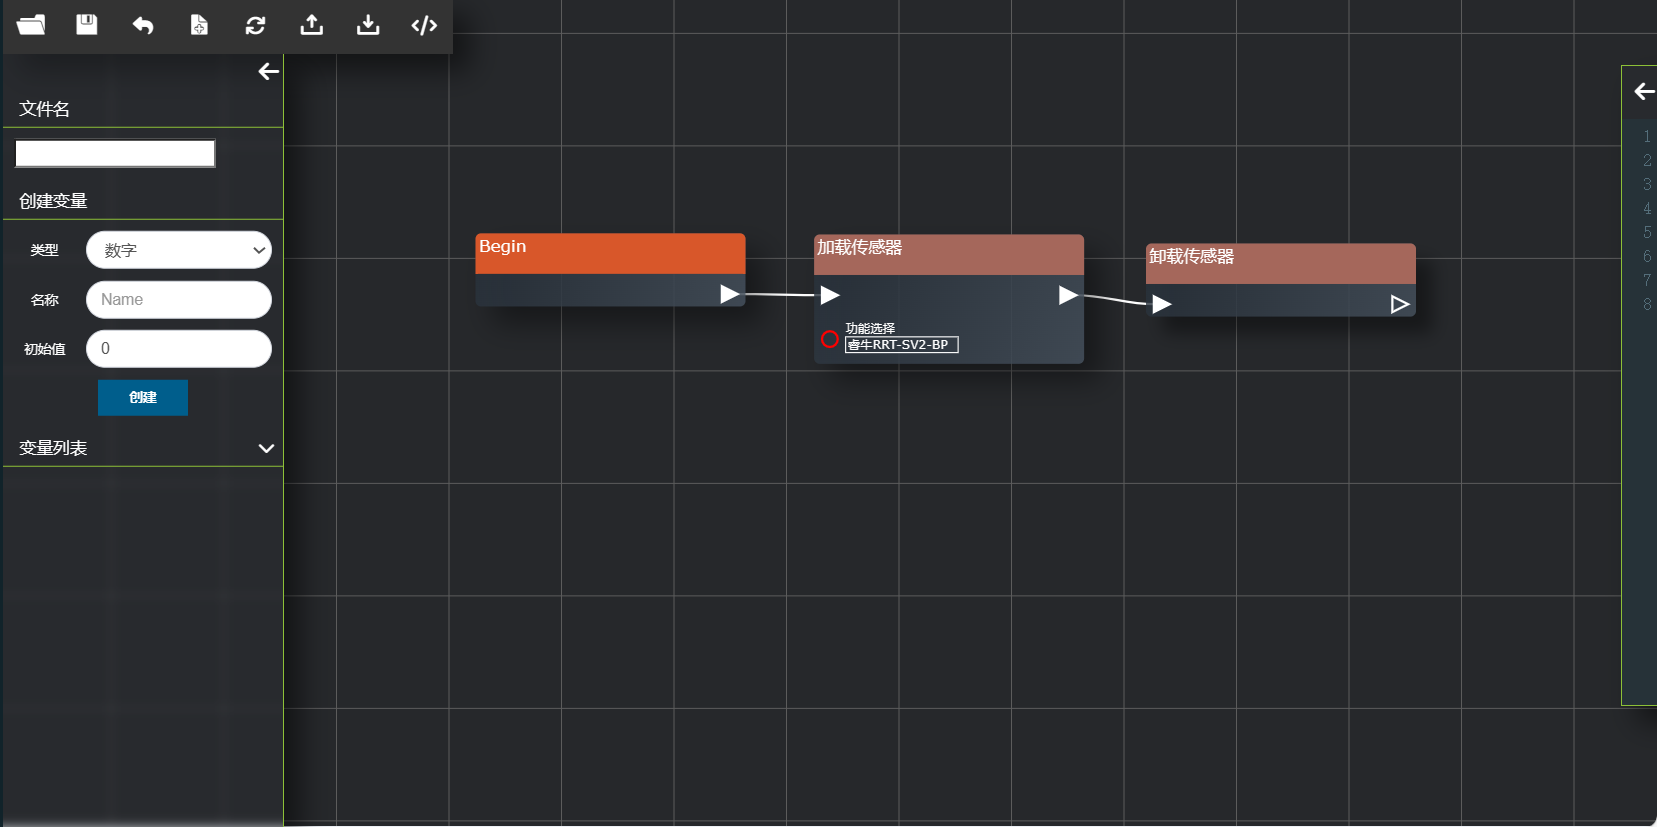 文件名
创建变量
类型
数字
名称
Name
初始值
0
创建
变量列表
Begin
加载传感器
功能选择
睿牛RRT-SV2-BP
卸载传感器
1
2
3
4
5
6
7
8